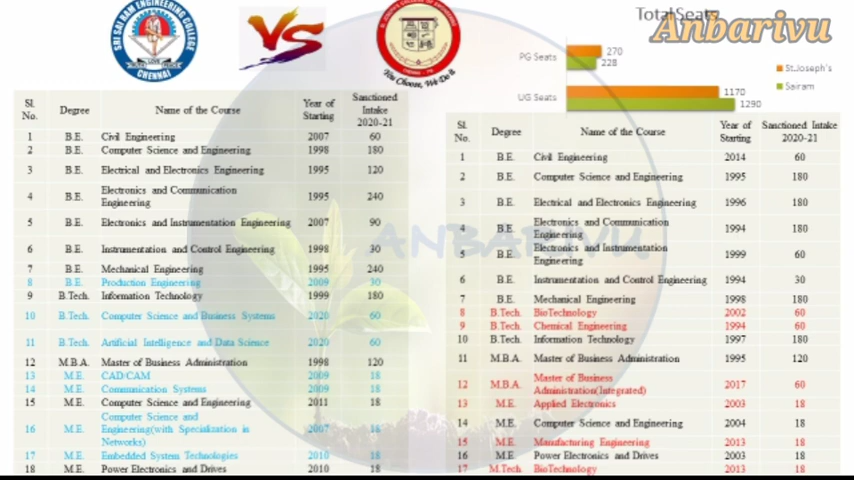 SRI SAI RAM ENGINEERING COLLEGE
CHENNAI
VS
You Choose, We Do It
Total Seats
Anbarivu
PG Seats 270
228
UG Seats 1170
1290
St.Joseph's
Sairam
Sl. No. Degree Name of the Course Year of Starting Sanctioned Intake 2020-21
1 B.E. Civil Engineering 2007 60
2 B.E. Computer Science and Engineering 1998 180
3 B.E. Electrical and Electronics Engineering 1995 120
4 B.E. Electronics and Communication Engineering 1995 240
5 B.E. Electronics and Instrumentation Engineering 2007 90
6 B.E. Instrumentation and Control Engineering 1998 30
7 B.E. Mechanical Engineering 1995 240
8 B.E. Production Engineering 2009 30
9 B.Tech. Information Technology 1999 180
10 B.Tech. Computer Science and Business Systems 2020 60
11 B.Tech. Artificial Intelligence and Data Science 2020 60
12 M.B.A. Master of Business Administration 1998 120
13 M.E. CAD/CAM 2009 18
14 M.E. Communication Systems 2009 18
15 M.E. Computer Science and Engineering 2011 18
16 M.E. Computer Science and Engineering(with Specialization in Networks) 2007 18
17 M.E. Embedded System Technologies 2010 18
18 M.E. Power Electronics and Drives 2010 18
Sl. No. Degree Name of the Course Year of Starting Sanctioned Intake 2020-21
1 B.E. Civil Engineering 2014 60
2 B.E. Computer Science and Engineering 1995 180
3 B.E. Electrical and Electronics Engineering 1996 180
4 B.E. Electronics and Communication Engineering 1994 180
5 B.E. Electronics and Instrumentation Engineering 1999 60
6 B.E. Instrumentation and Control Engineering 1994 30
7 B.E. Mechanical Engineering 1998 180
8 B.Tech. BioTechnology 2002 60
9 B.Tech. Chemical Engineering 1994 60
10 B.Tech. Information Technology 1997 180
11 M.B.A. Master of Business Administration 1995 120
12 M.B.A. Master of Business Administration(Integrated) 2017 60
13 M.E. Applied Electronics 2003 18
14 M.E. Computer Science and Engineering 2004 18
15 M.E. Manufacturing Engineering 2013 18
16 M.E. Power Electronics and Drives 2003 18
17 M.Tech. BioTechnology 2013 18
ANBARIVU